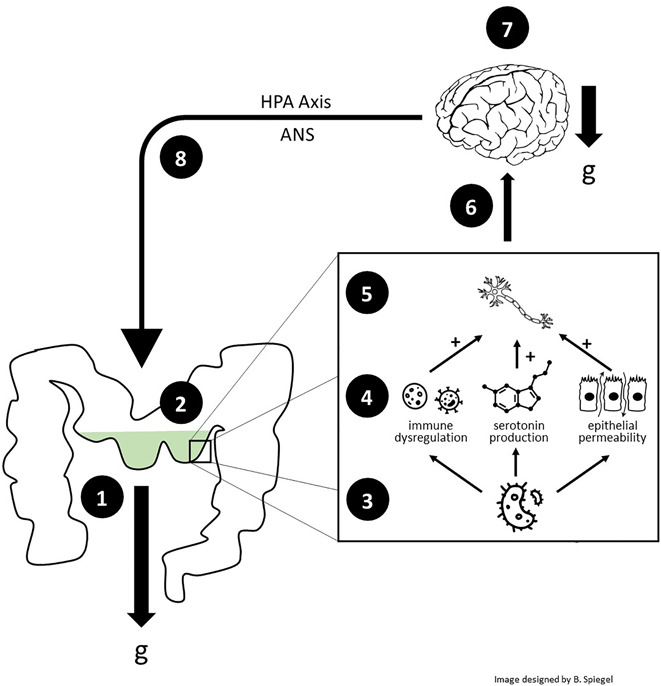 7
HPA Axis
ANS
8
g
6
5
+
+
+
2
4
immune
dysregulation
serotonin
production
epithelial
permeability
1
3
g
Image designed by B. Spiegel